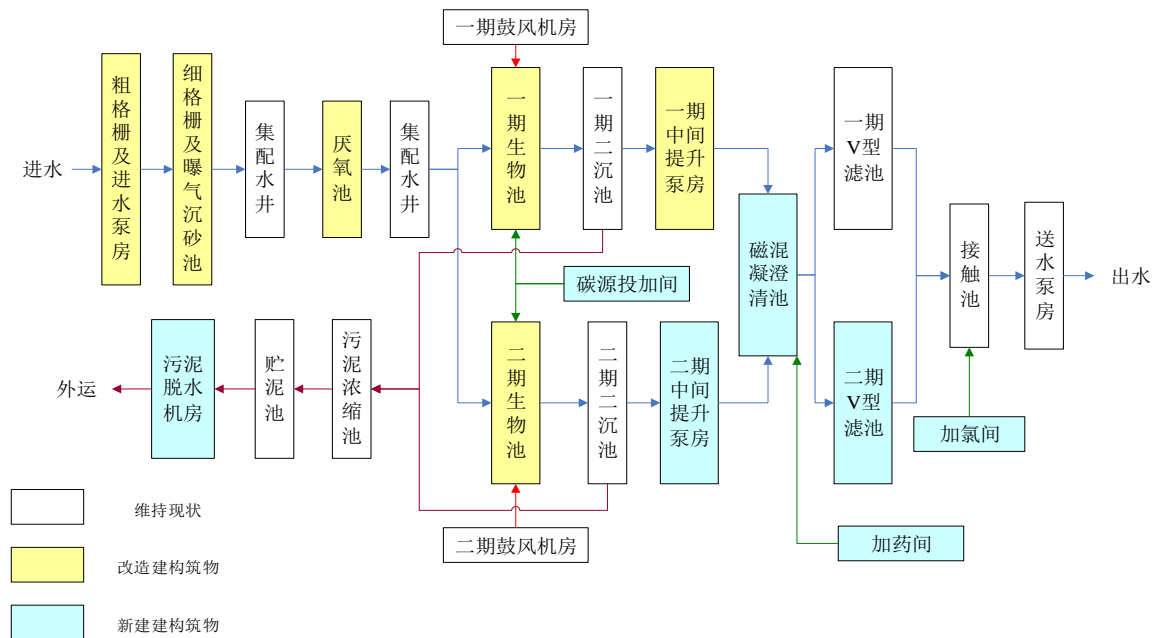 一期鼓风机房
进水
粗格栅及进水泵房
细格栅及曝气沉砂池
集配水井
厌氧池
集配水井
一期生物池
一期二沉池
一期
中间
提升
泵房
一期
V型
滤池
碳源投加间
磁混
凝澄
清池
接触池
送水泵房
出水
外运
污泥
脱水
机房
贮泥池
污泥浓缩池
二期生物池
二期二沉池
二期
中间
提升
泵房
二期
V型
滤池
加氯间
二期鼓风机房
加药间
维持现状
改造建构筑物
新建建构筑物